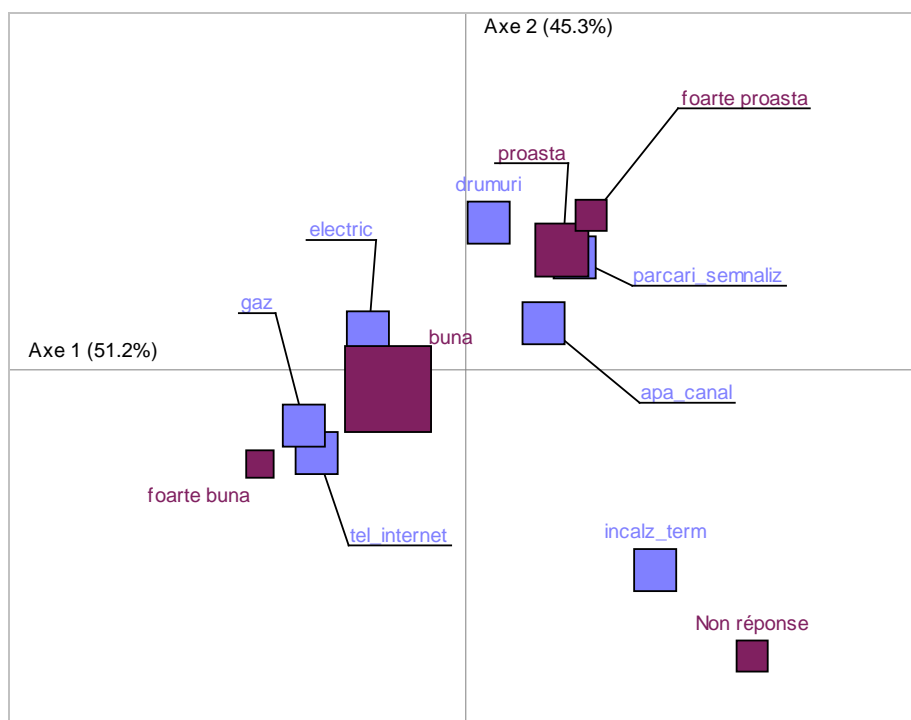 Axe 2 (45.3%)
foarte proasta
proasta
drumuri
electric
parcari_semnaliz
gaz
buna
Axe 1 (51.2%)
apa_canal
foarte buna
tel_internet
incalz_term
Non réponse